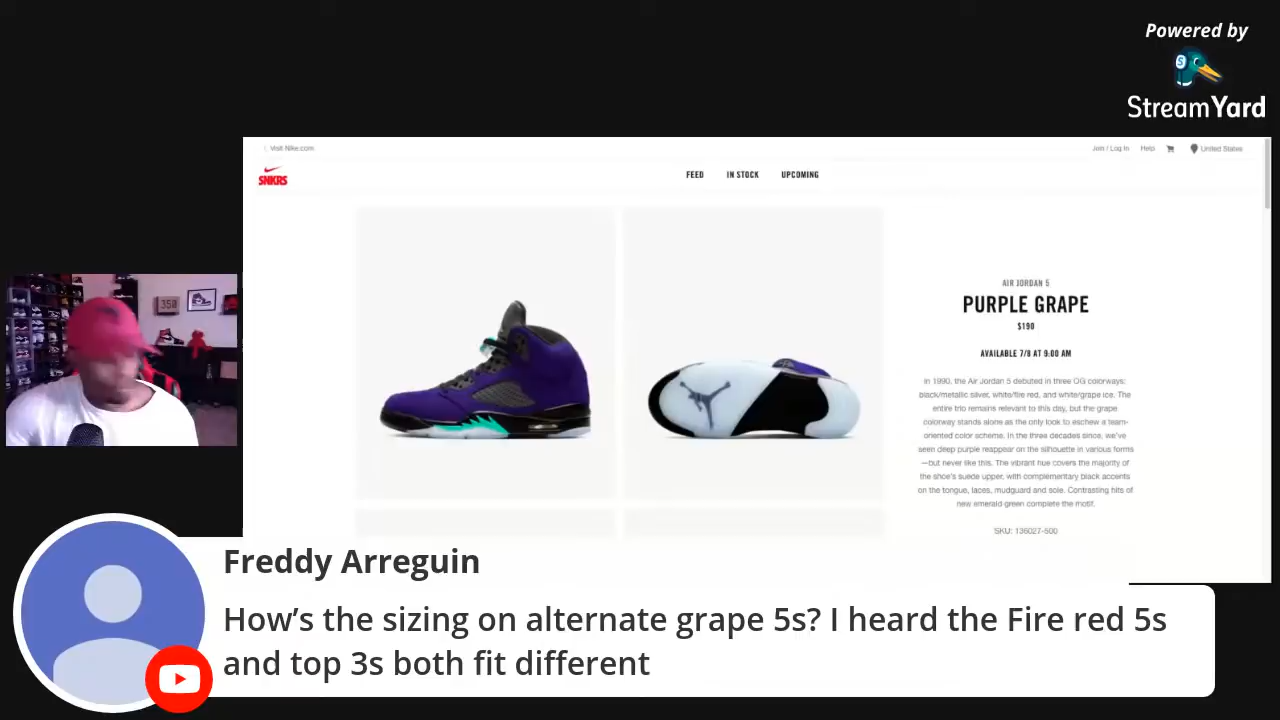 Powered by
StreamYard
Visit Nike.com
Join / Log In Help United States
SNKRS
FEED IN STOCK UPCOMING
350
AIR JORDAN 5
PURPLE GRAPE
$190
AVAILABLE 7/8 AT 9:00 AM
In 1990, the Air Jordan 5 debuted in three OG colorways:
black/metallic silver, white/fire red, and white/grape ice. The
entire trio remains relevant to this day, but the grape
colorway stands alone as the only look to eschew a team-
oriented color scheme. In the three decades since, we've
seen deep purple reappear on the silhouette in various forms
—but never like this. The vibrant hue covers the majority of
the shoe's suede upper, with complementary black accents
on the tongue, laces, mudguard and sole. Contrasting hits of
new emerald green complete the motif.
SKU: 136027-500
Freddy Arreguin
How's the sizing on alternate grape 5s? I heard the Fire red 5s
and top 3s both fit different